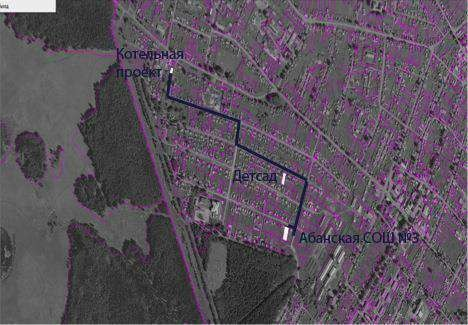 Котельная
проект
Детсад
Абанская СОШ №3